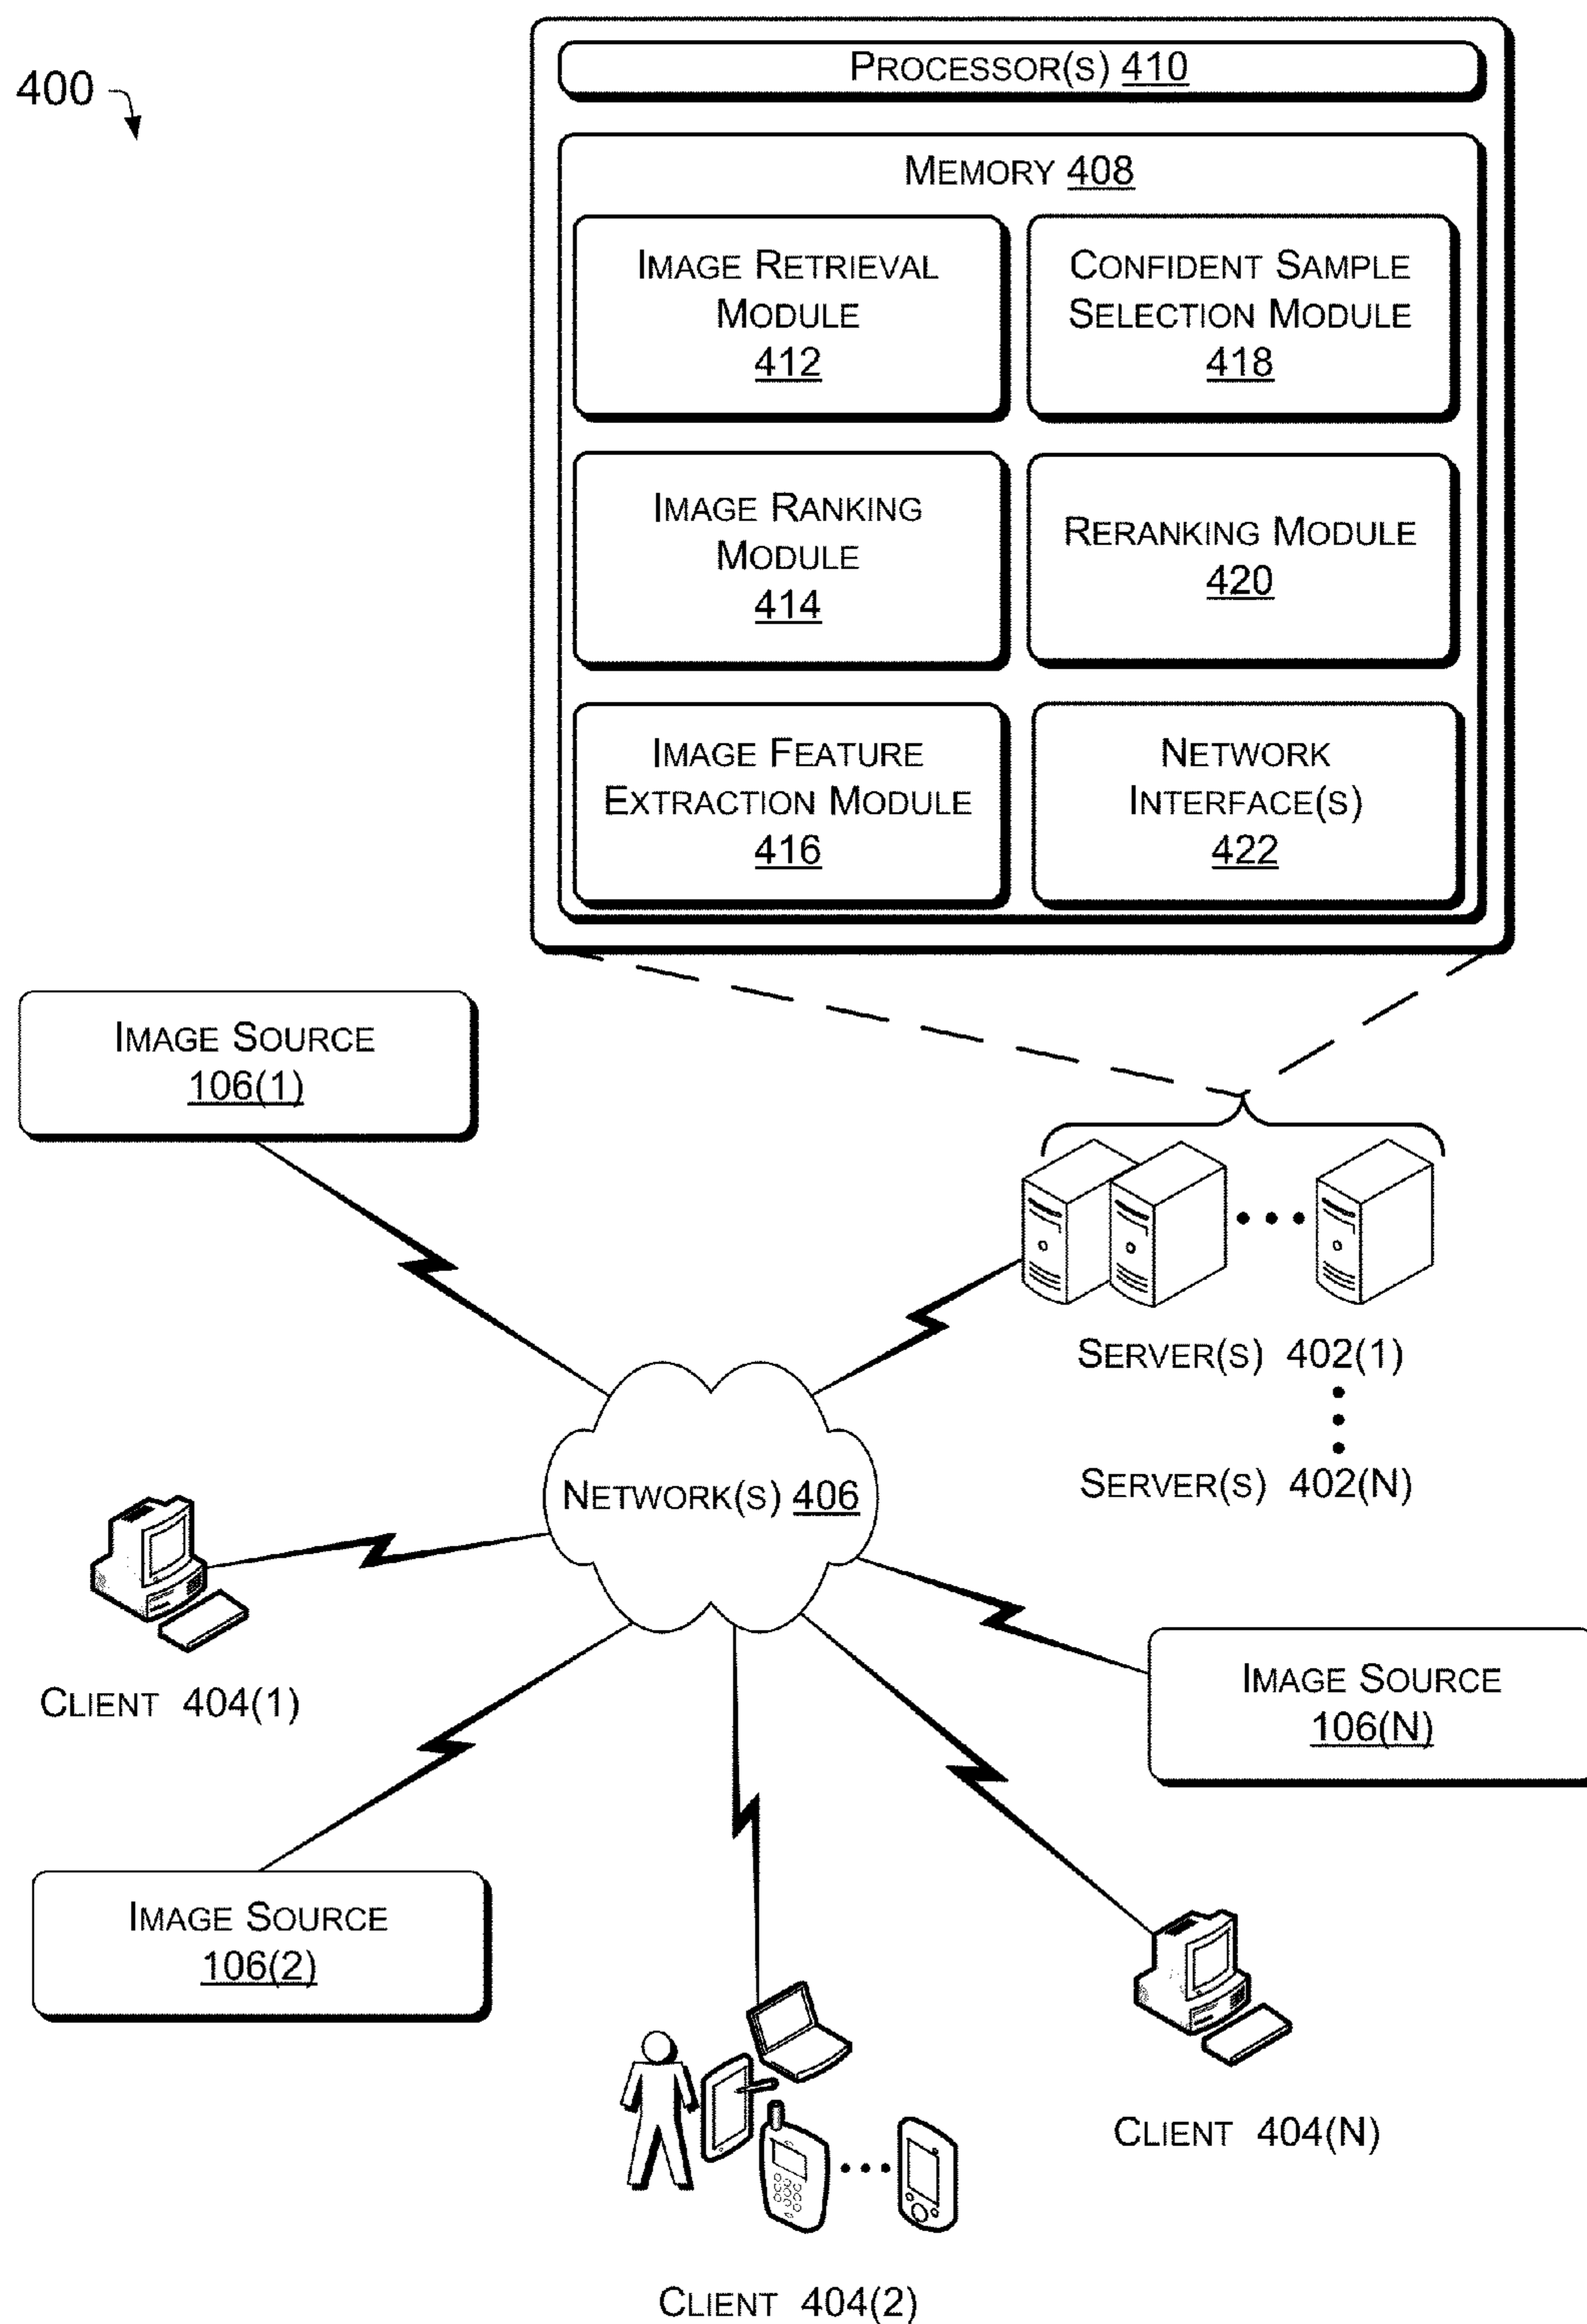 400
PROCESSOR(S) 410
MEMORY 408
IMAGE RETRIEVAL
MODULE
412
CONFIDENT SAMPLE
SELECTION MODULE
418
IMAGE RANKING
MODULE
414
RERANKING MODULE
420
IMAGE FEATURE
EXTRACTION MODULE
416
NETWORK
INTERFACE(S)
422
IMAGE SOURCE
106(1)
SERVER(S) 402(1)
SERVER(S) 402(N)
NETWORK(S) 406
CLIENT 404(1)
IMAGE SOURCE
106(N)
IMAGE SOURCE
106(2)
CLIENT 404(N)
CLIENT 404(2)